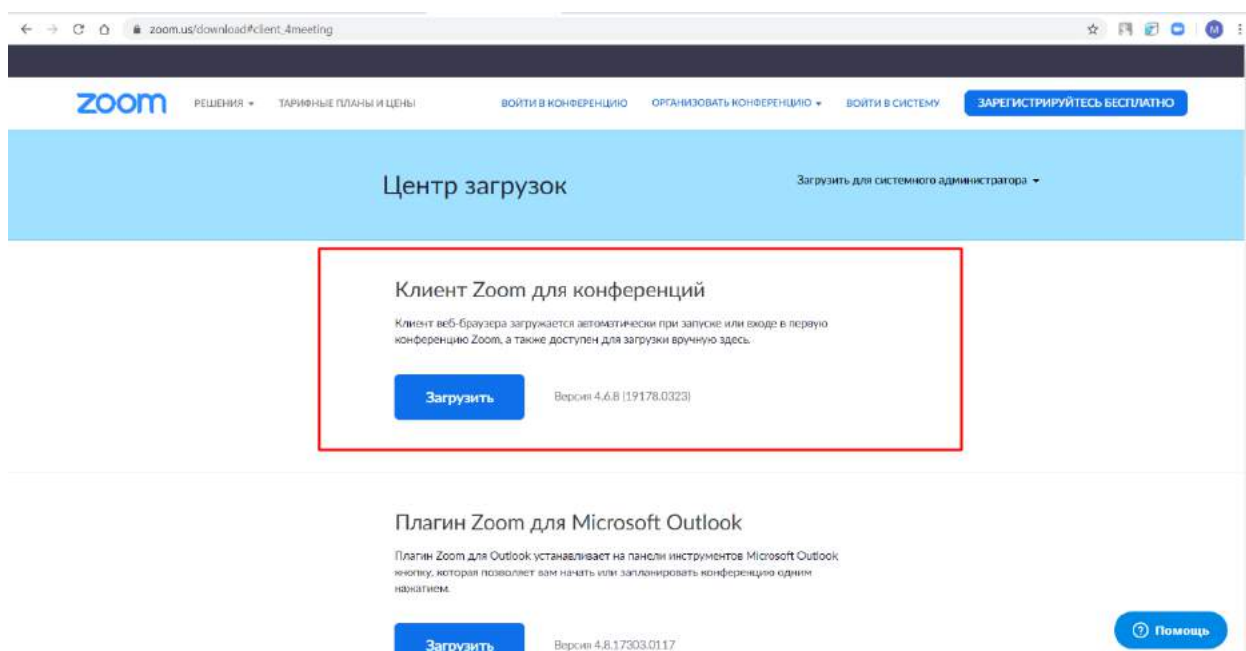 zoom.us/download#client_4meeting
M
zoom РЕШЕНИЯ ТАРИФНЫЕ ПЛАНЫ И ЦЕНЫ ВОЙТИ В КОНФЕРЕНЦИЮ ОРГАНИЗОВАТЬ КОНФЕРЕНЦИЮ ВОЙТИ В СИСТЕМУ ЗАРЕГИСТРИРУЙТЕСЬ БЕСПЛАТНО
Центр загрузок
Загрузить для системного администратора
Клиент Zoom для конференций
Клиент веб-браузера загружается автоматически при запуске или входе в первую
конференцию Zoom, а также доступен для загрузки вручную здесь.
Загрузить Версия 4.6.8 (19178.0323)
Плагин Zoom для Microsoft Outlook
Плагин Zoom для Outlook устанавливает на панели инструментов Microsoft Outlook
кнопку, которая позволяет вам начать или запланировать конференцию одним
нажатием.
Загрузить Версия 4.8.17303.0117
Помощь